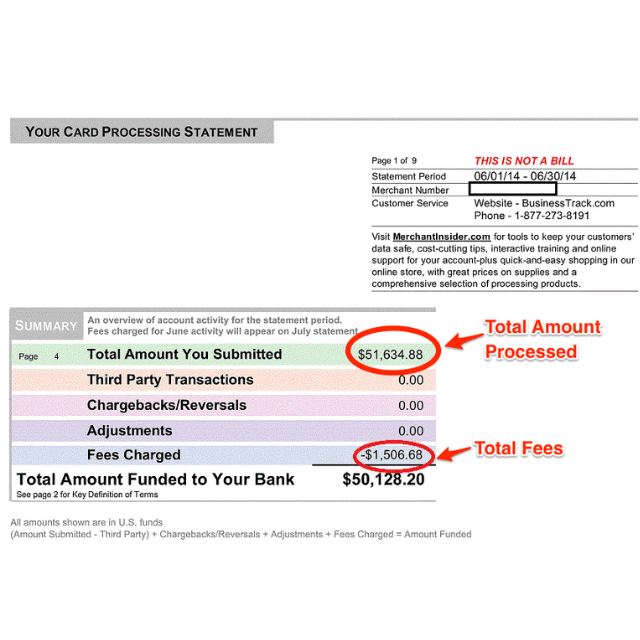 YOUR CARD PROCESSING STATEMENT
Page 1 of 9 THIS IS NOT A BILL
Statement Period 06/01/14 - 06/30/14
Merchant Number
Customer Service Website - BusinessTrack.com
Phone - 1-877-273-8191
Visit MerchantInsider.com for tools to keep your customers'
data safe, cost-cutting tips, interactive training and online
support for your account-plus quick-and-easy shopping in our
online store, with great prices on supplies and a
comprehensive selection of processing products.
SUMMARY An overview of account activity for the statement period.
Fees charged for June activity will appear on July statement.
Page 4 Total Amount You Submitted $51,634.88
Total Amount
Processed
Third Party Transactions 0.00
Chargebacks/Reversals 0.00
Adjustments 0.00
Fees Charged -$1,506.68
Total Fees
Total Amount Funded to Your Bank $50,128.20
See page 2 for Key Definition of Terms
All amounts shown are in U.S. funds
(Amount Submitted - Third Party) + Chargebacks/Reversals + Adjustments + Fees Charged = Amount Funded